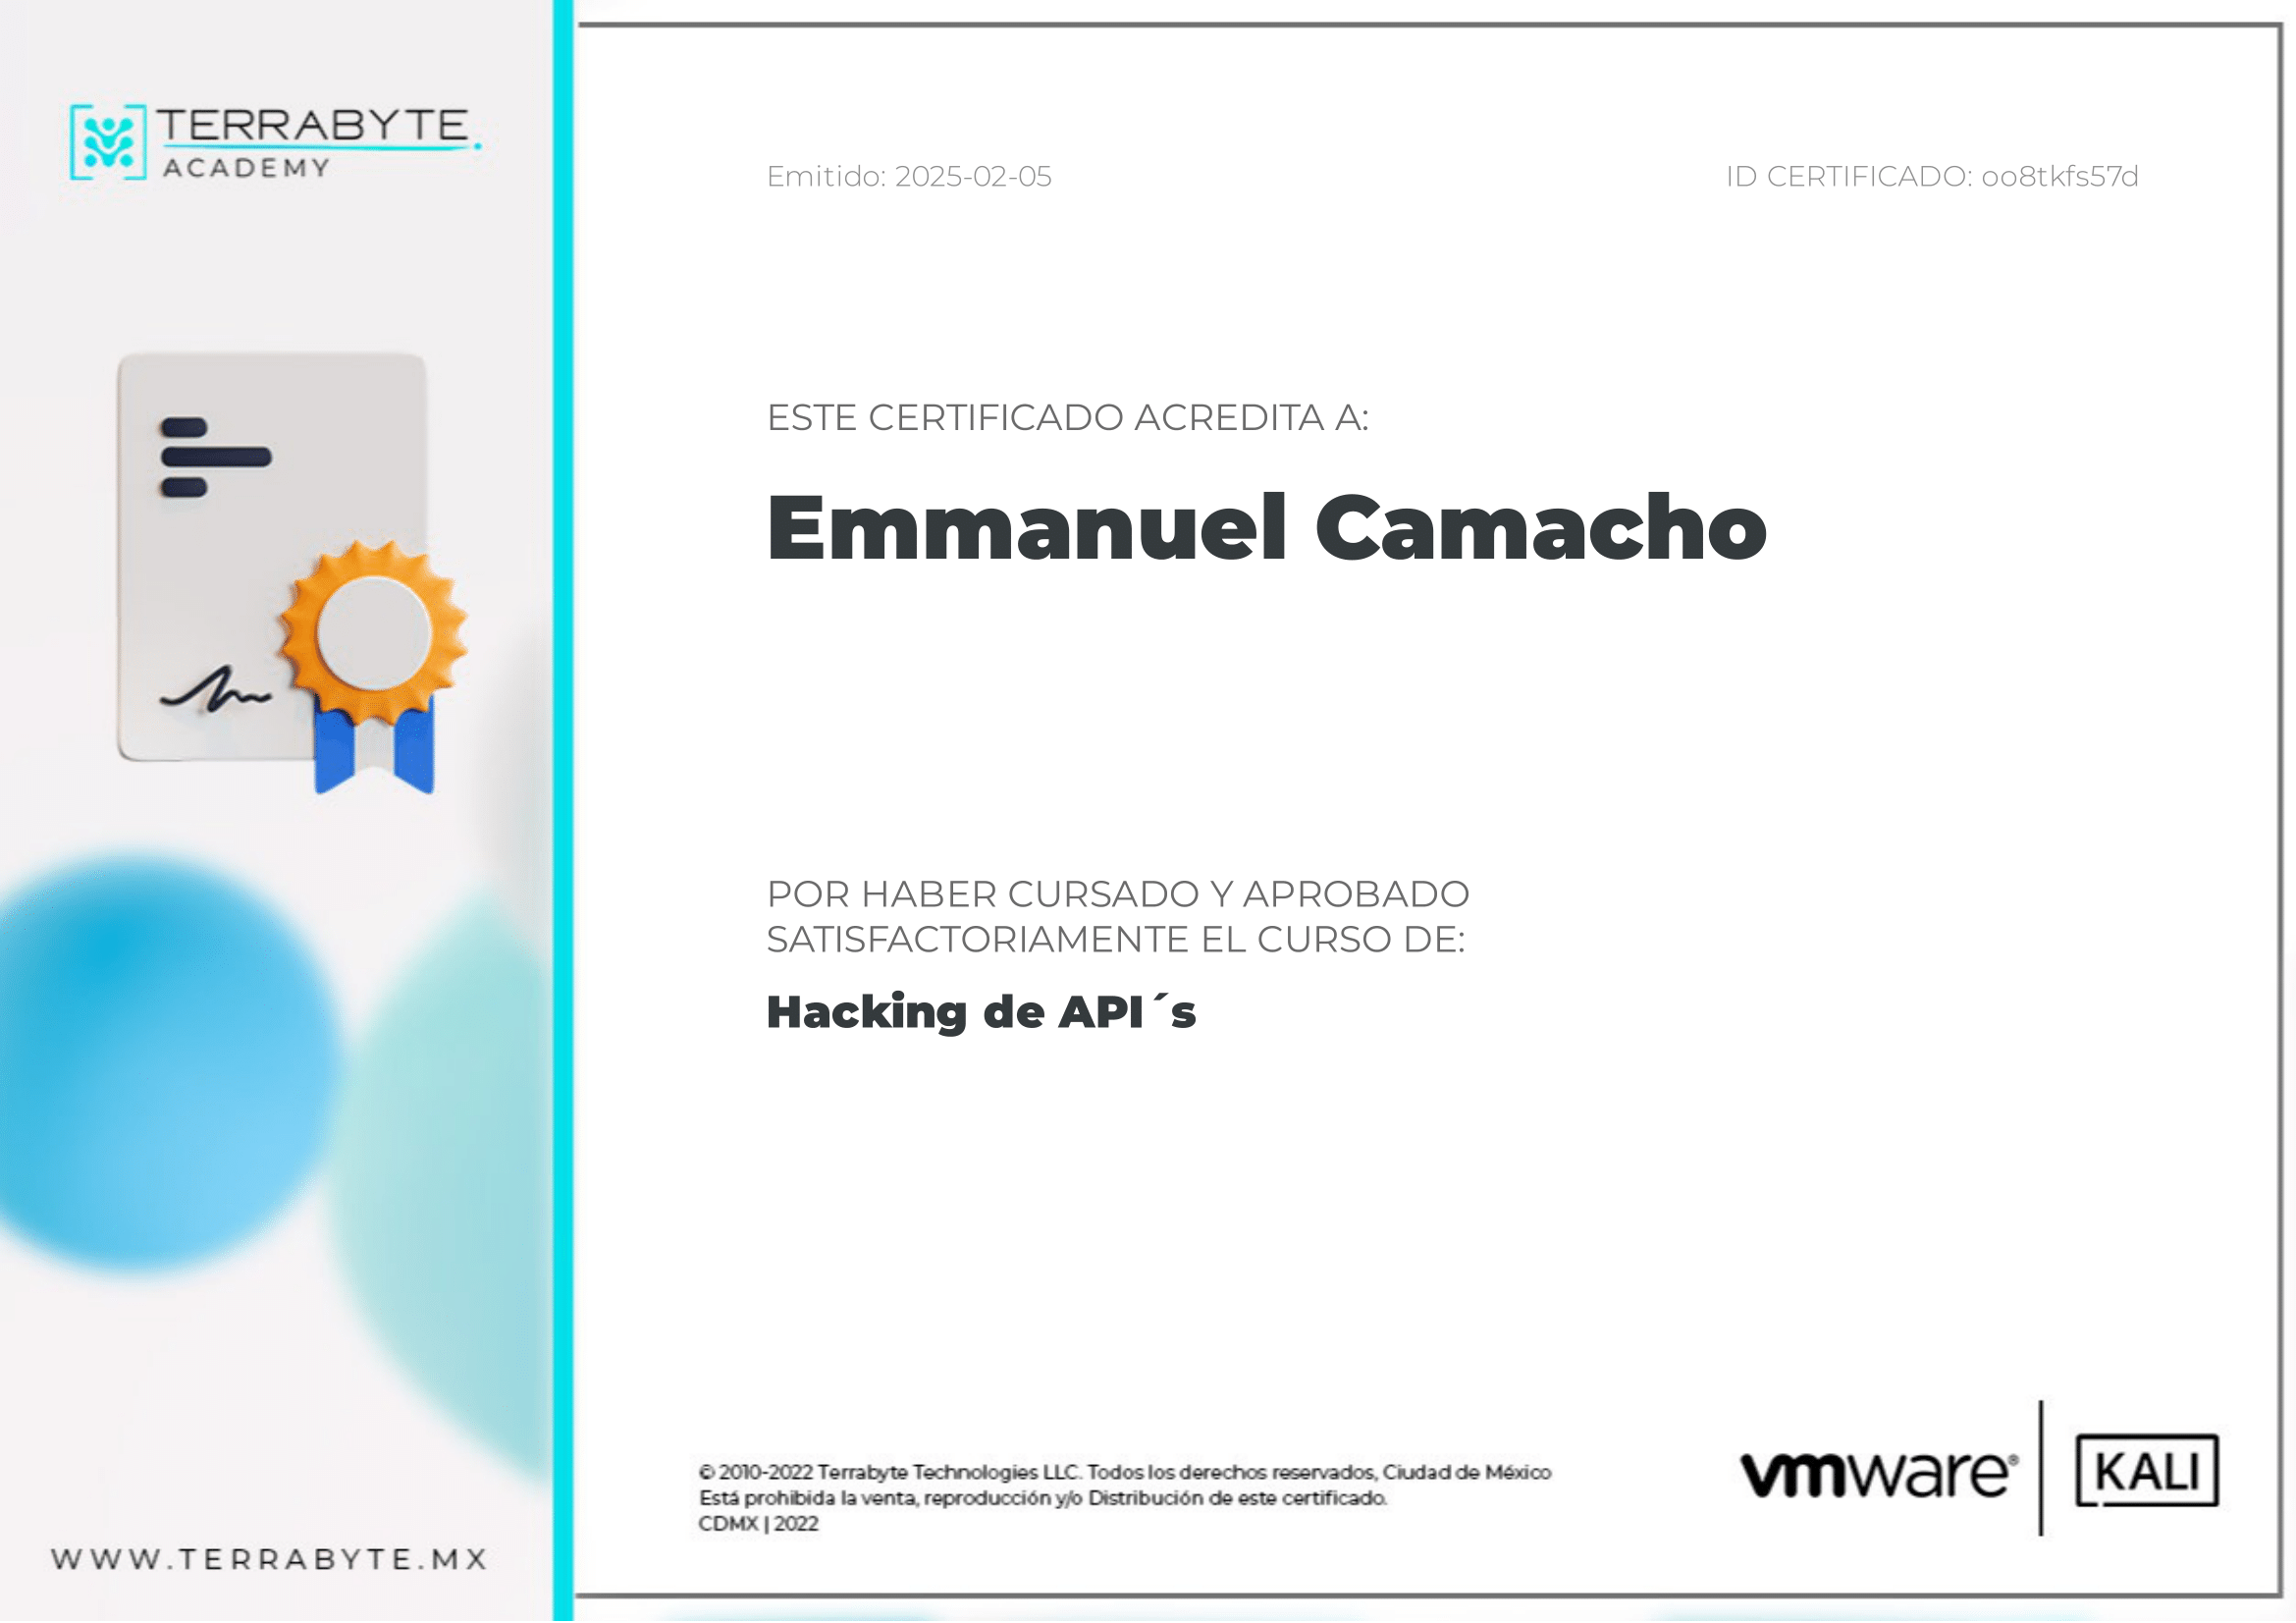 TERRABYTE
ACADEMY
Emitido: 2025-02-05
ID CERTIFICADO: oo8tkfs57d
ESTE CERTIFICADO ACREDITA A:
Emmanuel Camacho
POR HABER CURSADO Y APROBADO
SATISFACTORIAMENTE EL CURSO DE:
Hacking de API´s
© 2010-2022 Terrabyte Technologies LLC. Todos los derechos reservados, Ciudad de México
Está prohibida la venta, reproducción y/o Distribución de este certificado.
CDMX | 2022
vmware®
KALI
WWW.TERRABYTE.MX